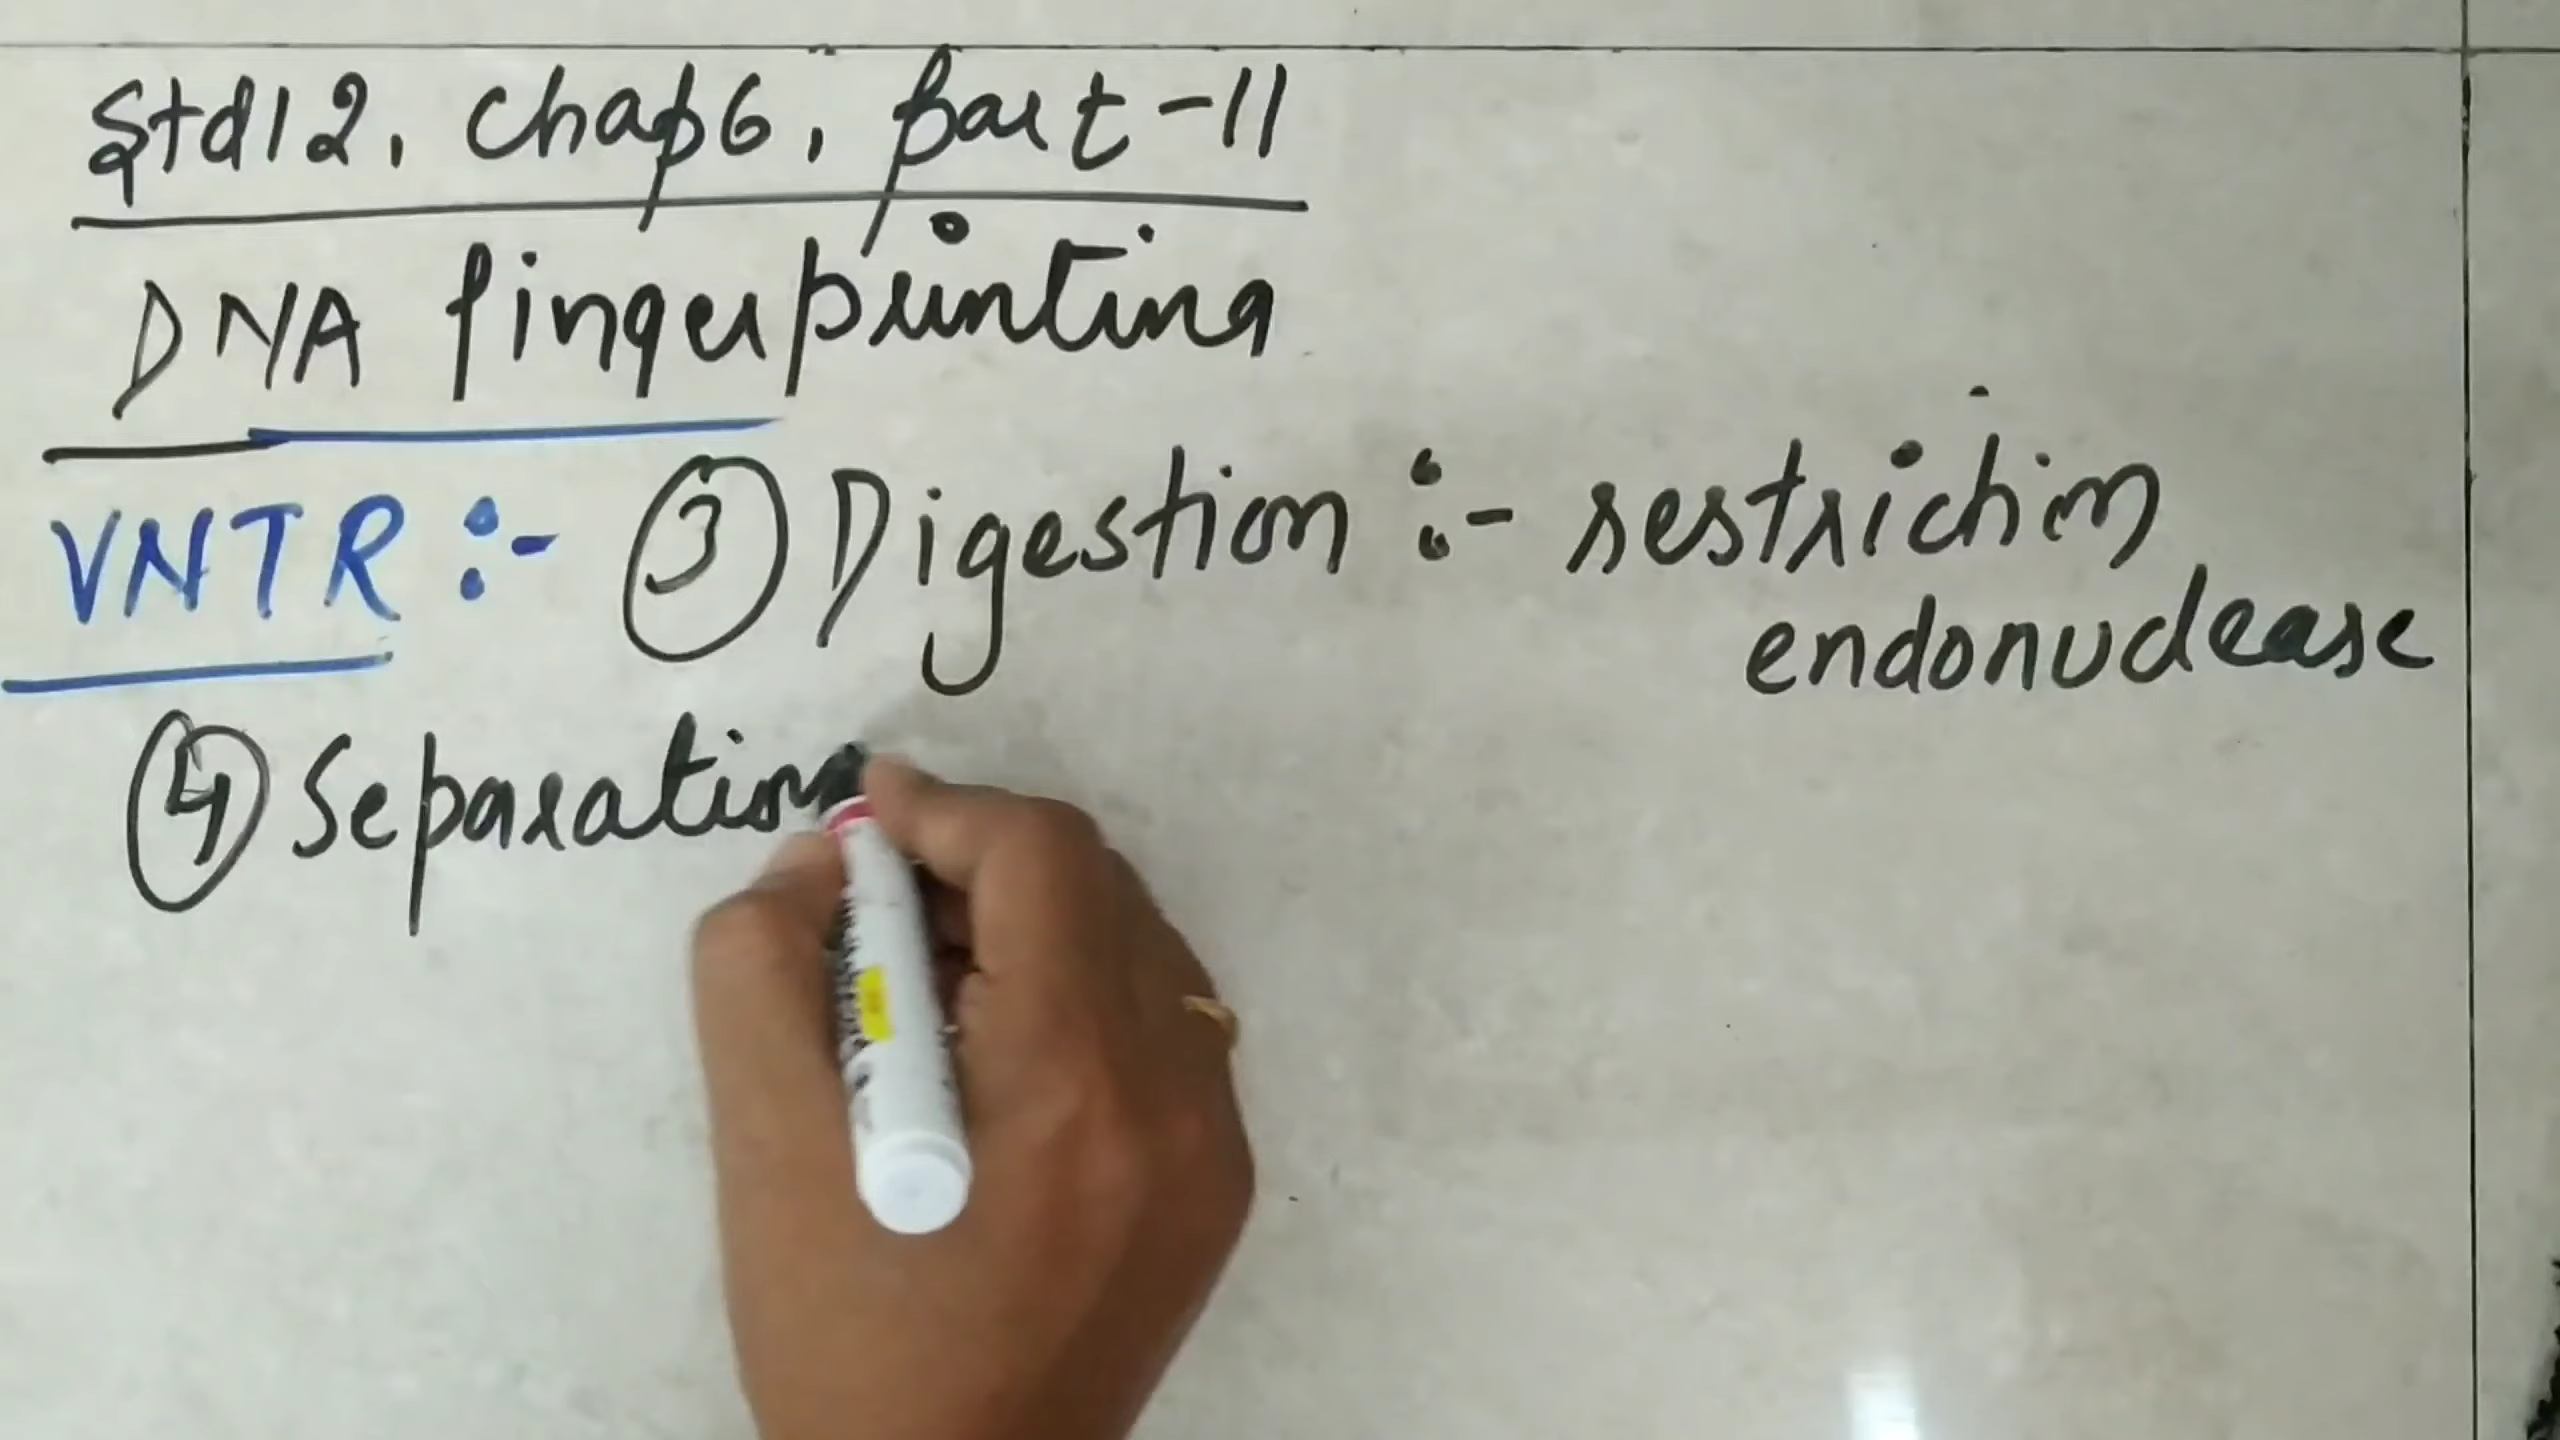 Std12, Chap6, part-11
DNA fingerprinting
VNTR :- ③ Digestion :- restriction
endonuclease
④ Separation